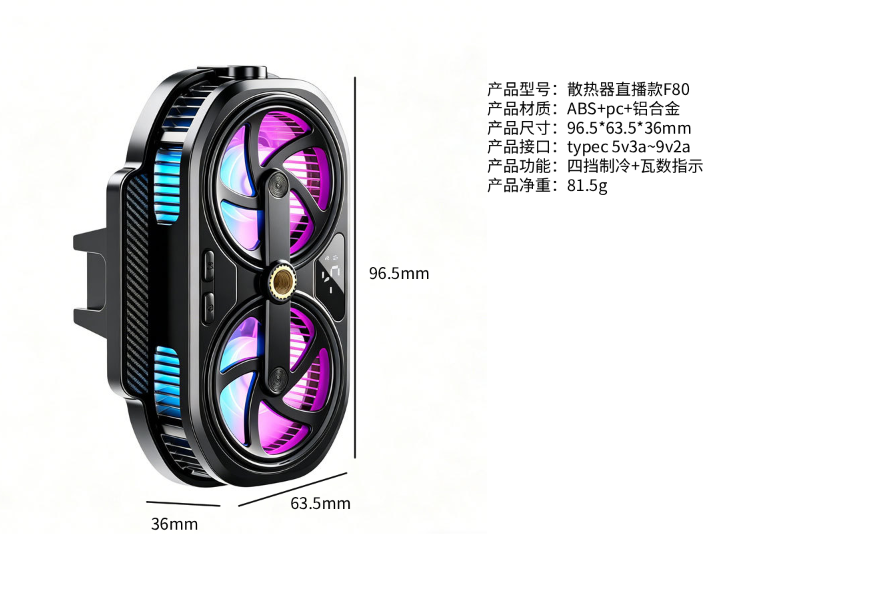 产品型号：散热器直播款F80
产品材质：ABS+pc+铝合金
产品尺寸：96.5*63.5*36mm
产品接口：typec 5v3a~9v2a
产品功能：四挡制冷+瓦数指示
产品净重：81.5g
96.5mm
63.5mm
36mm